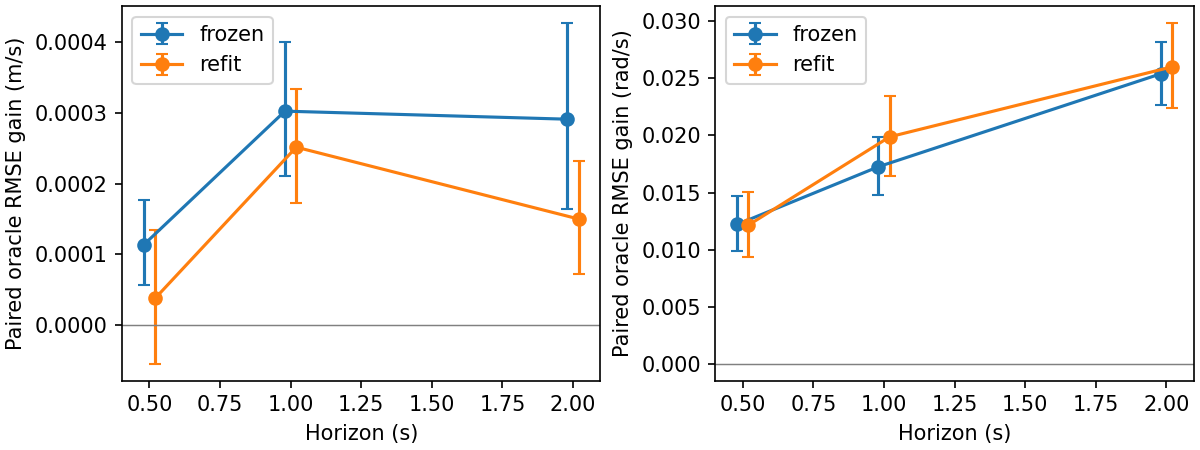 Paired oracle RMSE gain (m/s)
0.0004
0.0003
0.0002
0.0001
0.0000
frozen
refit
0.50 0.75 1.00 1.25 1.50 1.75 2.00
Horizon (s)
Paired oracle RMSE gain (rad/s)
0.030
0.025
0.020
0.015
0.010
0.005
0.000
frozen
refit
0.50 0.75 1.00 1.25 1.50 1.75 2.00
Horizon (s)